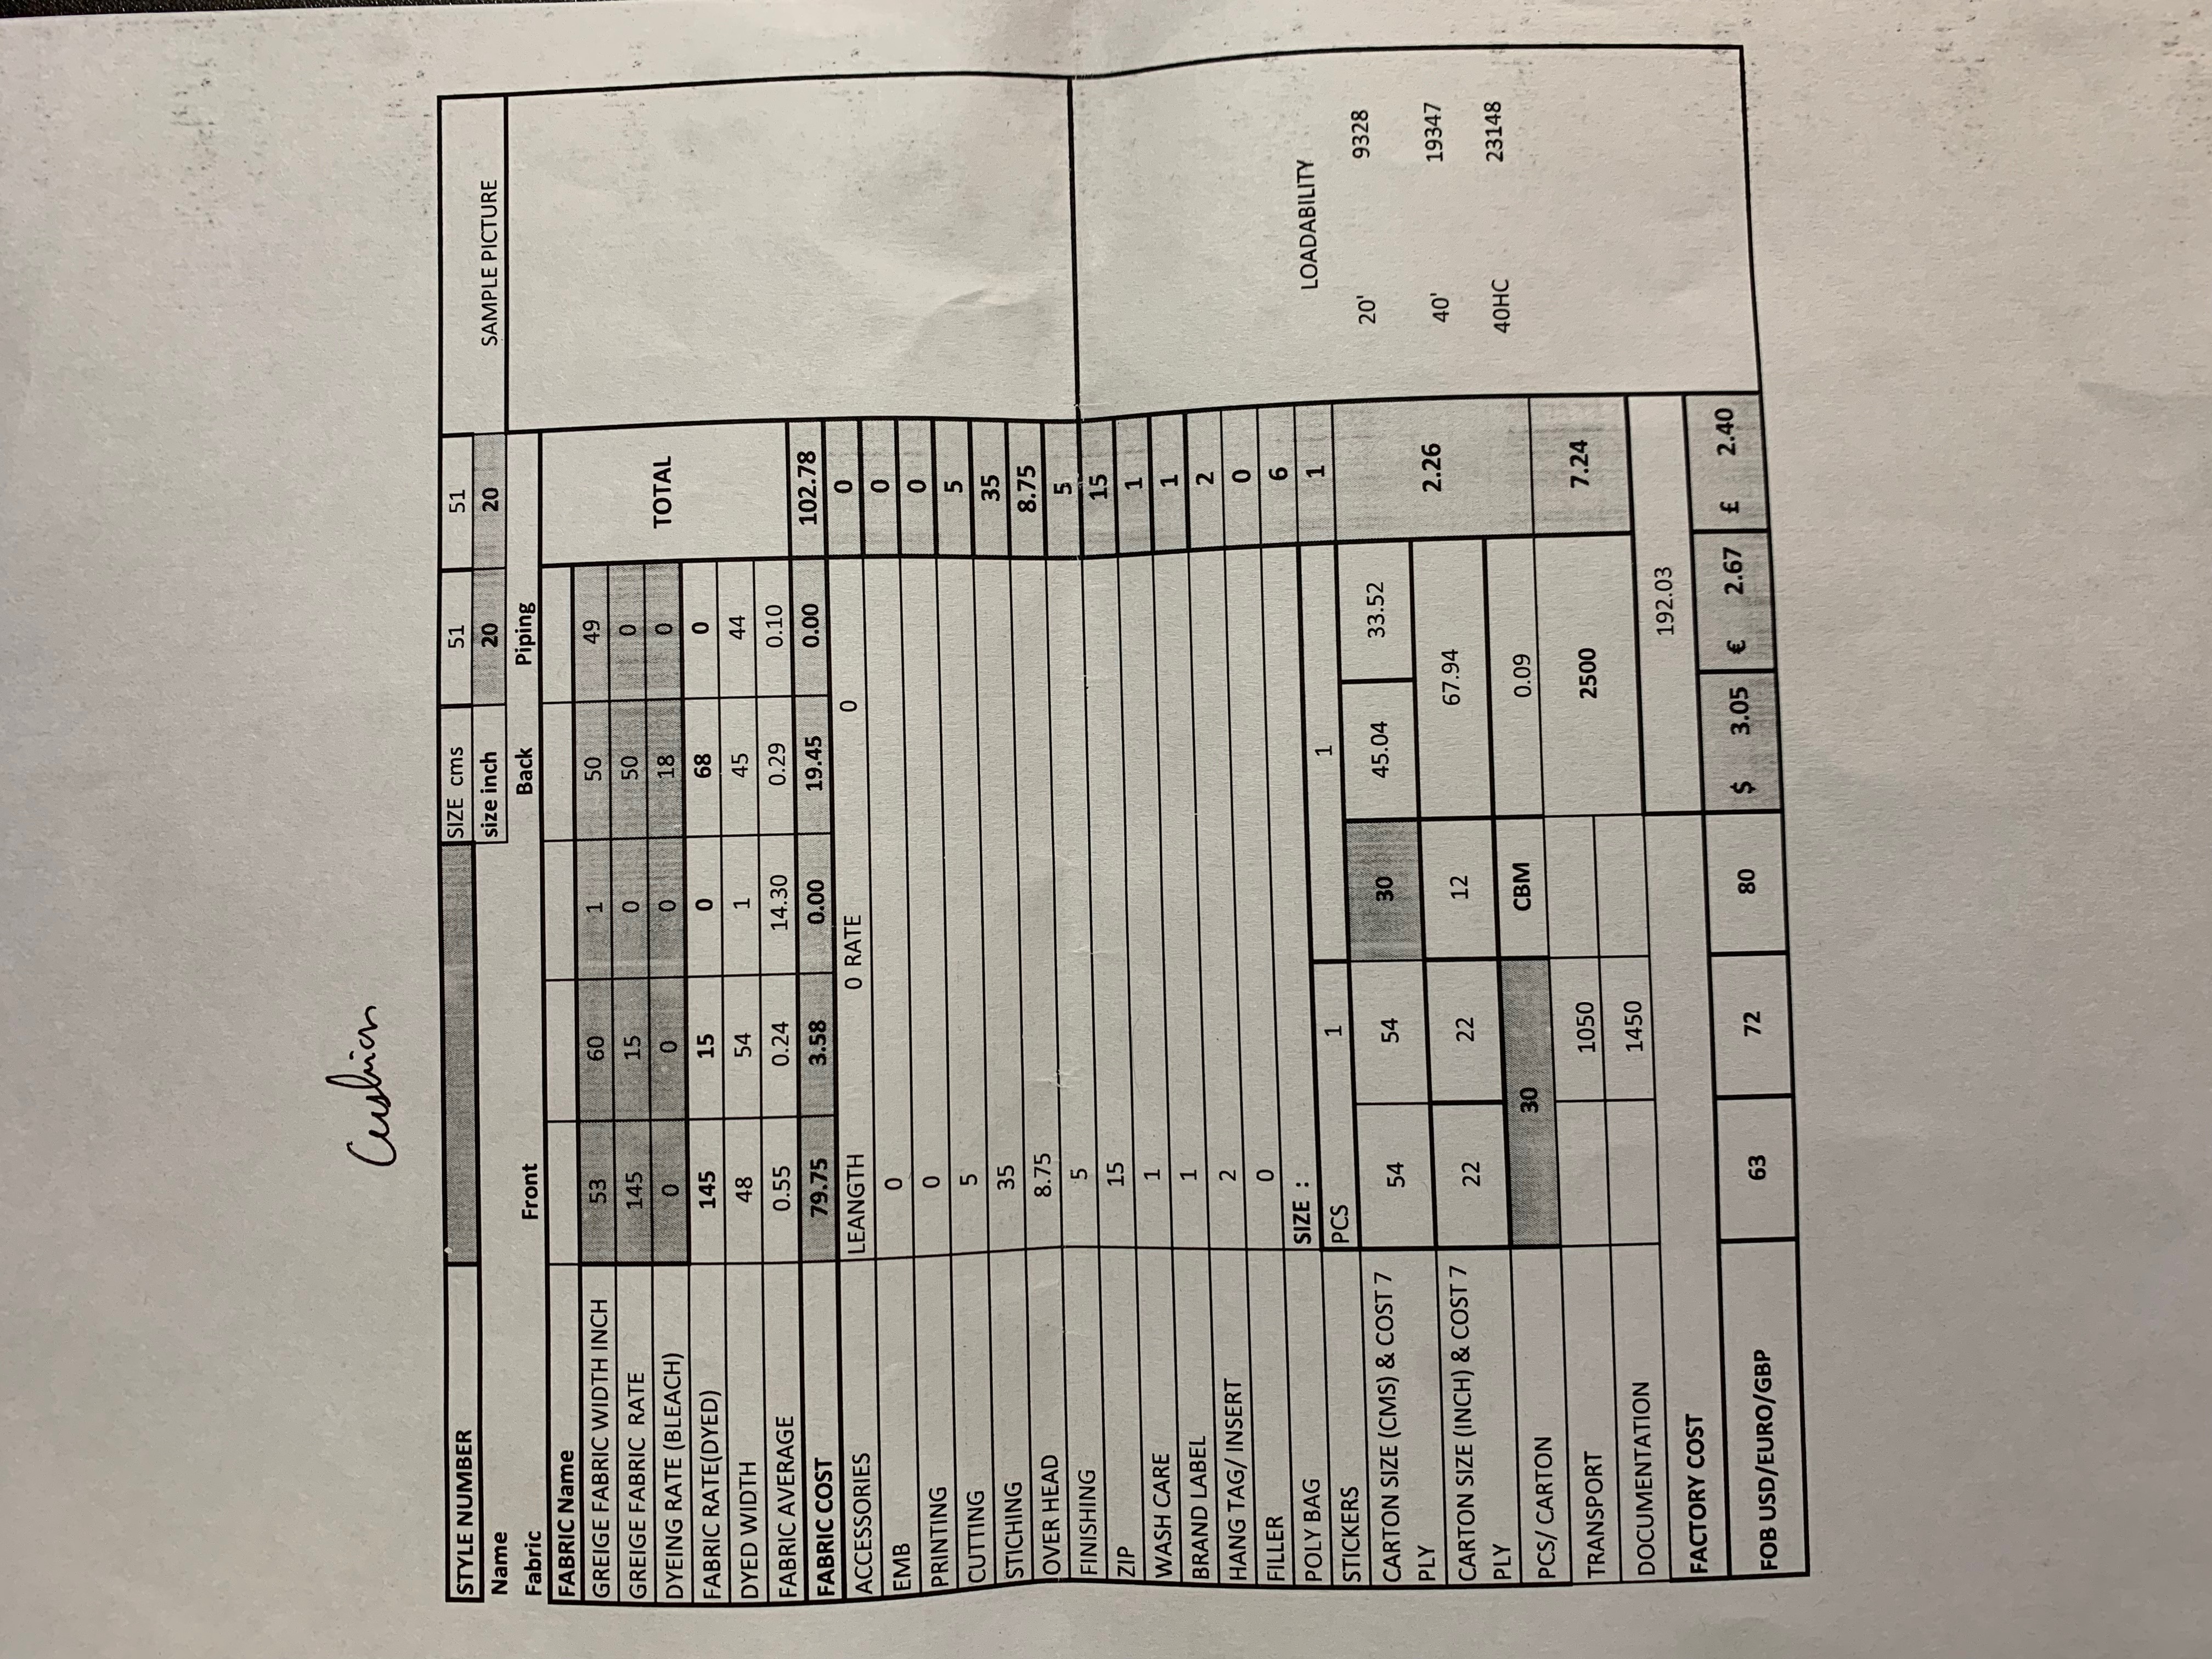 Cushian
STYLE NUMBER SIZE cms 51 51
Name size inch 20 20 SAMPLE PICTURE
Fabric Front Back Piping
FABRIC Name TOTAL
GREIGE FABRIC WIDTH INCH 53 60 1 50 49
GREIGE FABRIC RATE 145 15 0 50 0
DYEING RATE (BLEACH) 0 0 0 18 0
FABRIC RATE(DYED) 145 15 0 68 0
DYED WIDTH 48 54 1 45 44
FABRIC AVERAGE 0.55 0.24 14.30 0.29 0.10
FABRIC COST 79.75 3.58 0.00 19.45 0.00 102.78
ACCESSORIES LEANGTH 0 RATE 0 0
EMB 0 0
PRINTING 0 0
CUTTING 5 5
STICHING 35 35
OVER HEAD 8.75 8.75
FINISHING 5 5
ZIP 15 15
WASH CARE 1 1
BRAND LABEL 1 1
HANG TAG/ INSERT 2 2
FILLER 0 0
POLY BAG SIZE : 6
STICKERS PCS 1 1 1
LOADABILITY
CARTON SIZE (CMS) & COST 7 PLY 54 54 30 45.04 33.52 2.26
20' 9328
CARTON SIZE (INCH) & COST 7 PLY 22 22 12 67.94
40' 19347
PCS/ CARTON 30 CBM 0.09
40HC 23148
TRANSPORT 1050 2500 7.24
DOCUMENTATION 1450
FACTORY COST 192.03
FOB USD/EURO/GBP 63 72 80 $ 3.05 € 2.67 £ 2.40